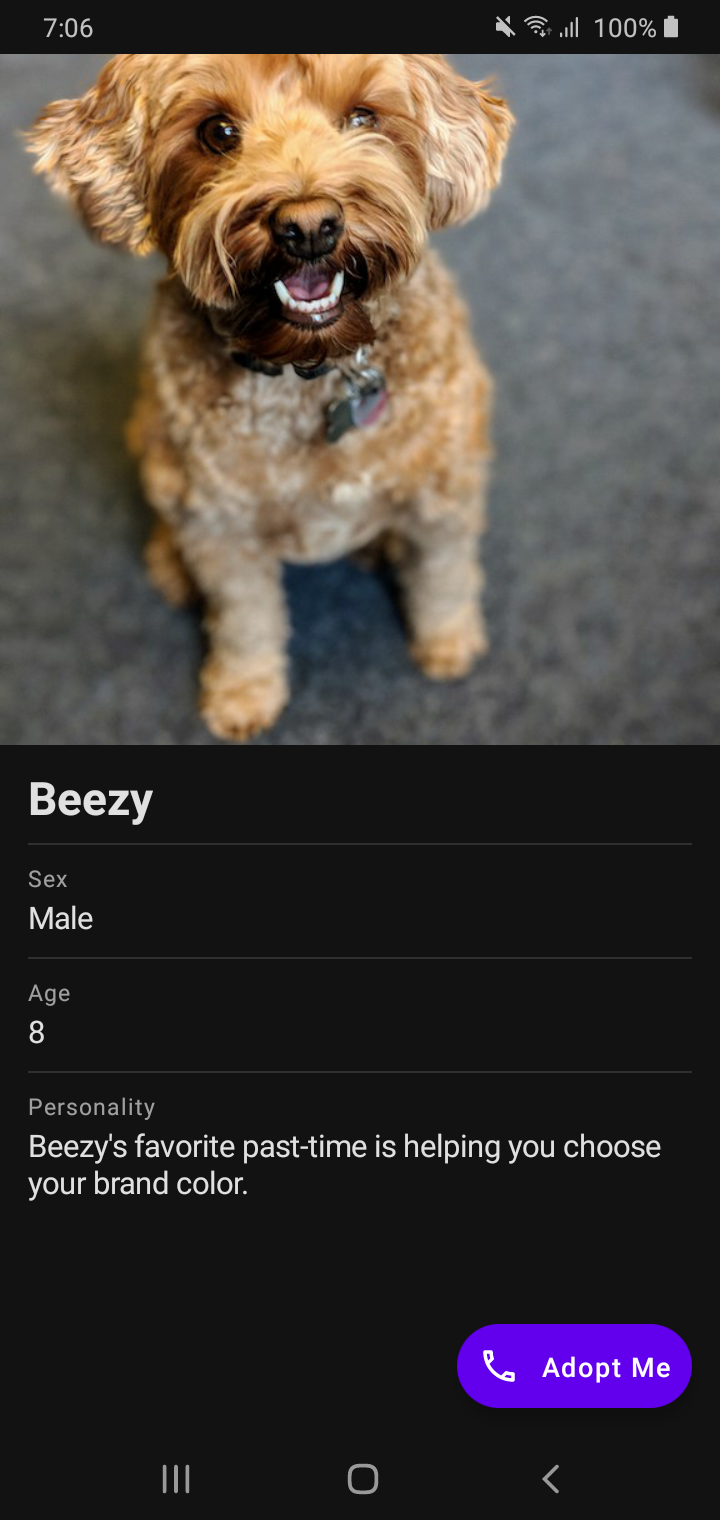 7:06 100%
Beezy
Sex
Male
Age
8
Personality
Beezy's favorite past-time is helping you choose
your brand color.
Adopt Me